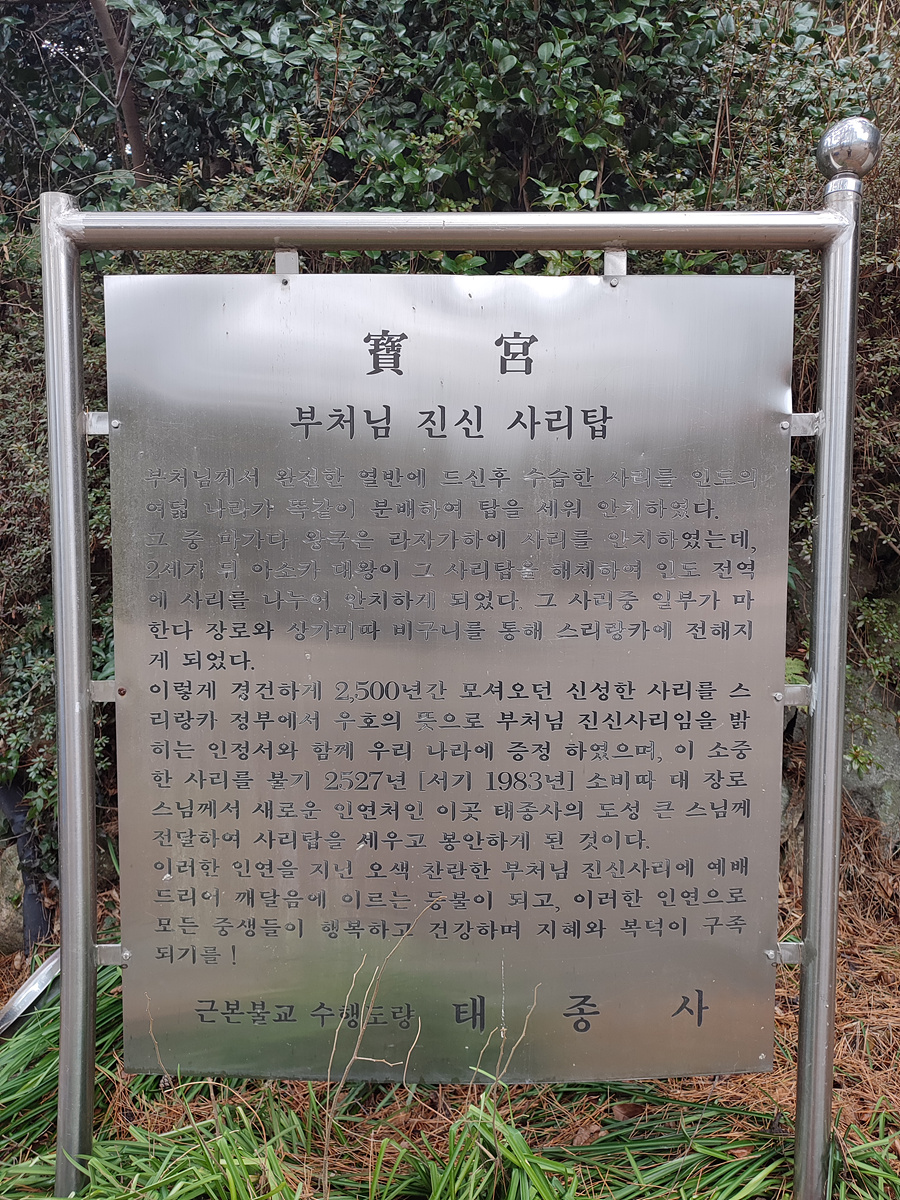 寶 宮
부처님 진신 사리탑
부처님께서 완전한 열반에 드신후 수습한 사리를 인도의
여덟 나라가 똑같이 분배하여 탑을 세워 안치하였다.
그 중 마가다 왕국은 라자가하에 사리를 안치하였는데,
2세기 뒤 아소카 대왕이 그 사리탑을 해체하여 인도 전역
에 사리를 나누어 안치하게 되었다. 그 사리중 일부가 마
힌다 장로와 상가미따 비구니를 통해 스리랑카에 전해지
게 되었다.
이렇게 경건하게 2,500년간 모셔오던 신성한 사리를 스
리랑카 정부에서 우호의 뜻으로 부처님 진신사리임을 밝
히는 인정서와 함께 우리 나라에 증정 하였으며, 이 소중
한 사리를 불기 2527년 [서기 1983년] 소비따 대 장로
스님께서 새로운 인연처인 이곳 태종사의 도성 큰 스님께
전달하여 사리탑을 세우고 봉안하게 된 것이다.
이러한 인연을 지닌 오색 찬란한 부처님 진신사리에 예배
드리어 깨달음에 이르는 등불이 되고, 이러한 인연으로
모든 중생들이 행복하고 건강하며 지혜와 복덕이 구족
되기를!
근본불교 수행도량 태 종 사